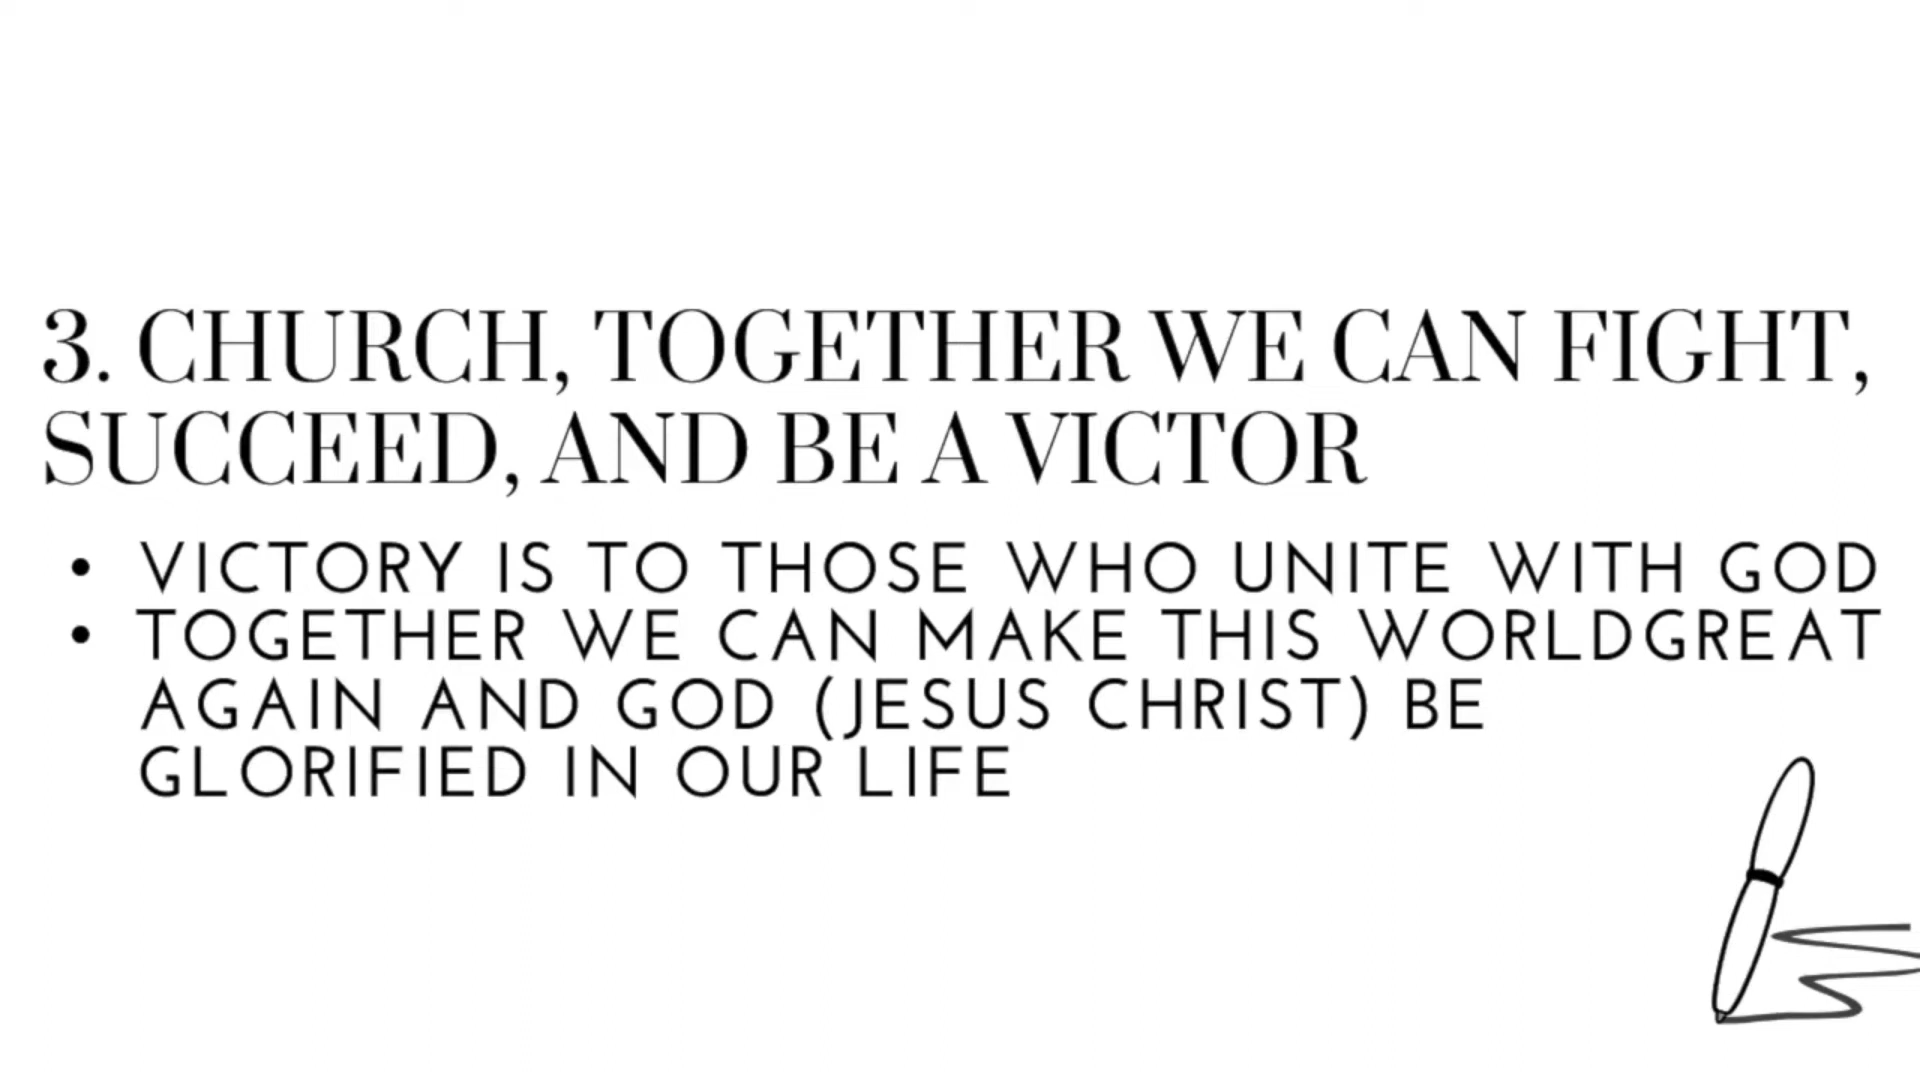 3. CHURCH, TOGETHER WE CAN FIGHT,
SUCCEED, AND BE A VICTOR
• VICTORY IS TO THOSE WHO UNITE WITH GOD
• TOGETHER WE CAN MAKE THIS WORLDGREAT
AGAIN AND GOD (JESUS CHRIST) BE
GLORIFIED IN OUR LIFE